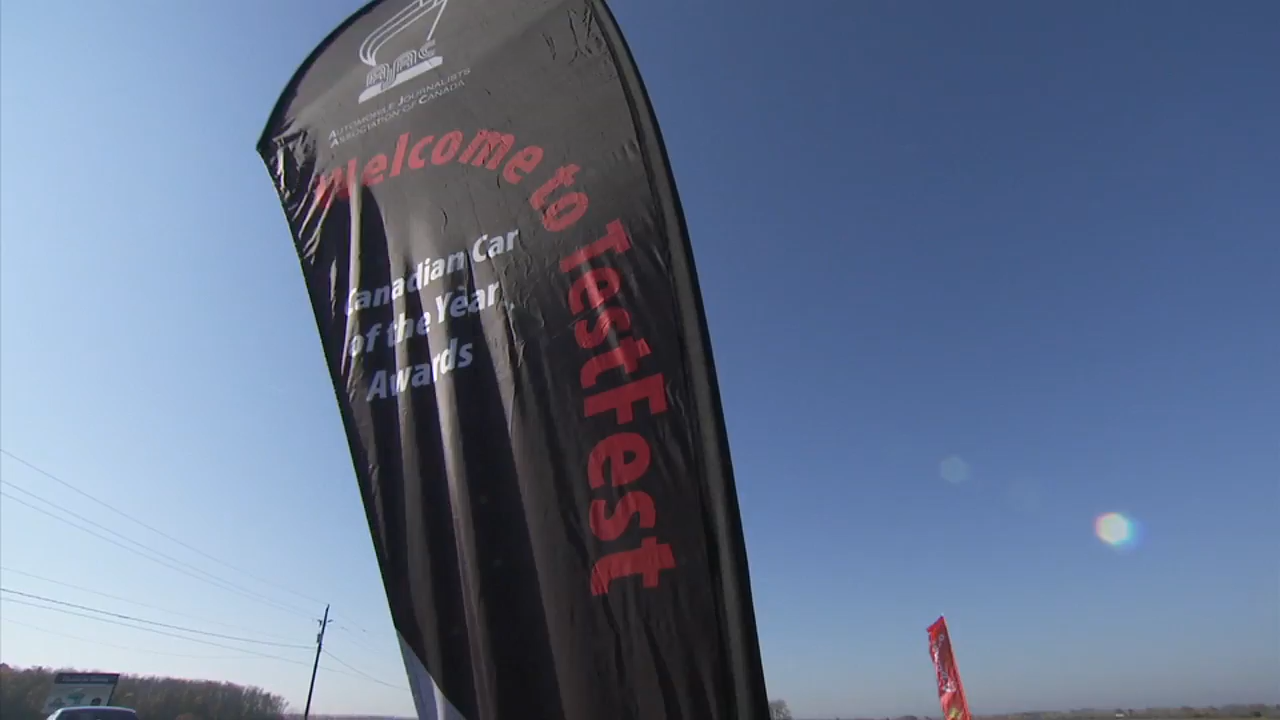 AJAC
AUTOMOBILE JOURNALISTS
ASSOCIATION OF CANADA
Welcome to TestFest
Canadian Car
of the Year
Awards